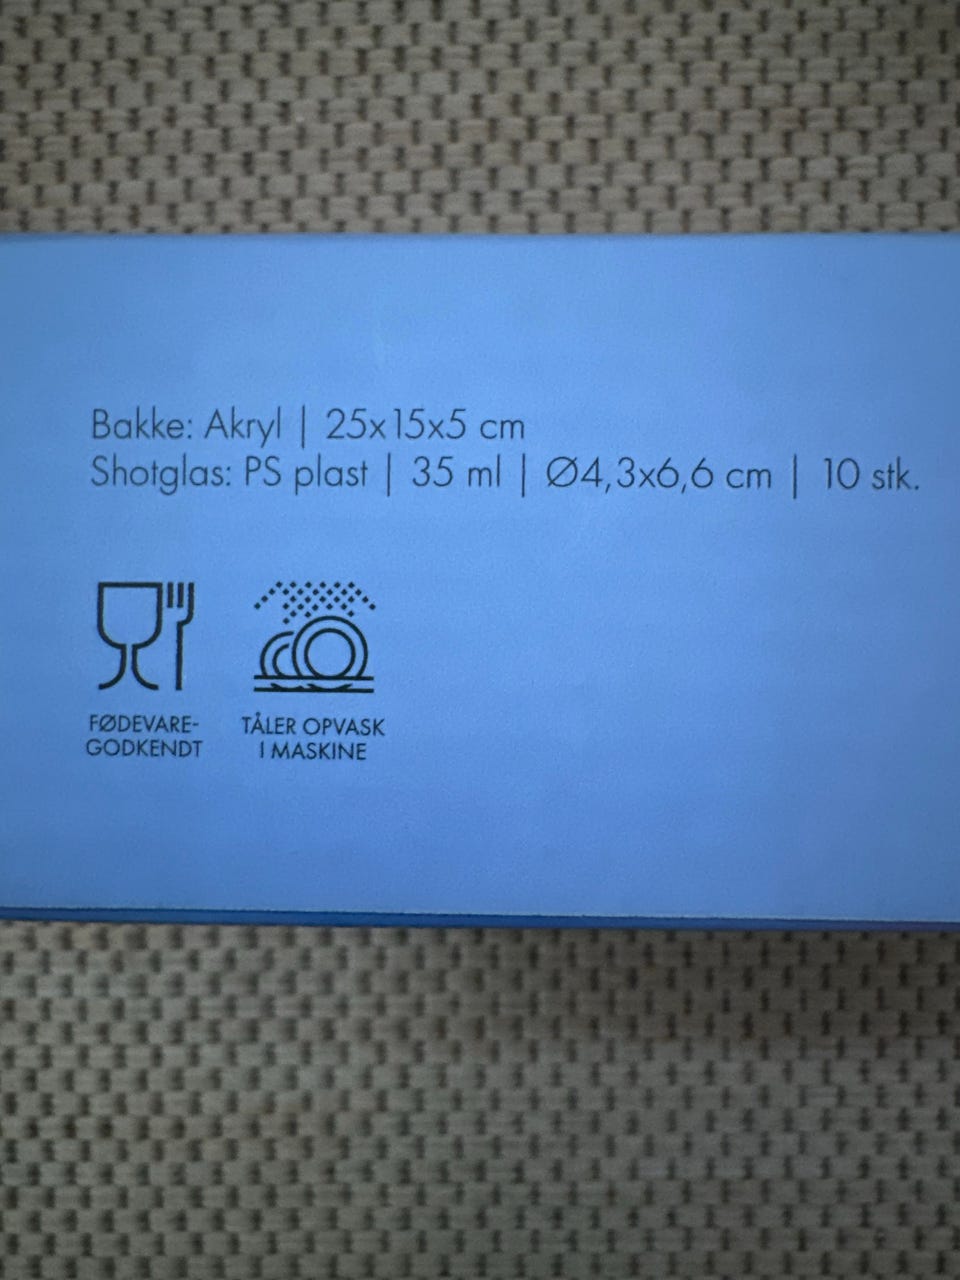 Bakke: Akryl | 25x15x5 cm
Shotglas: PS plast | 35 ml | Ø4,3x6,6 cm | 10 stk.
FØDEVARE-
GODKENDT
TÅLER OPVASK
I MASKINE